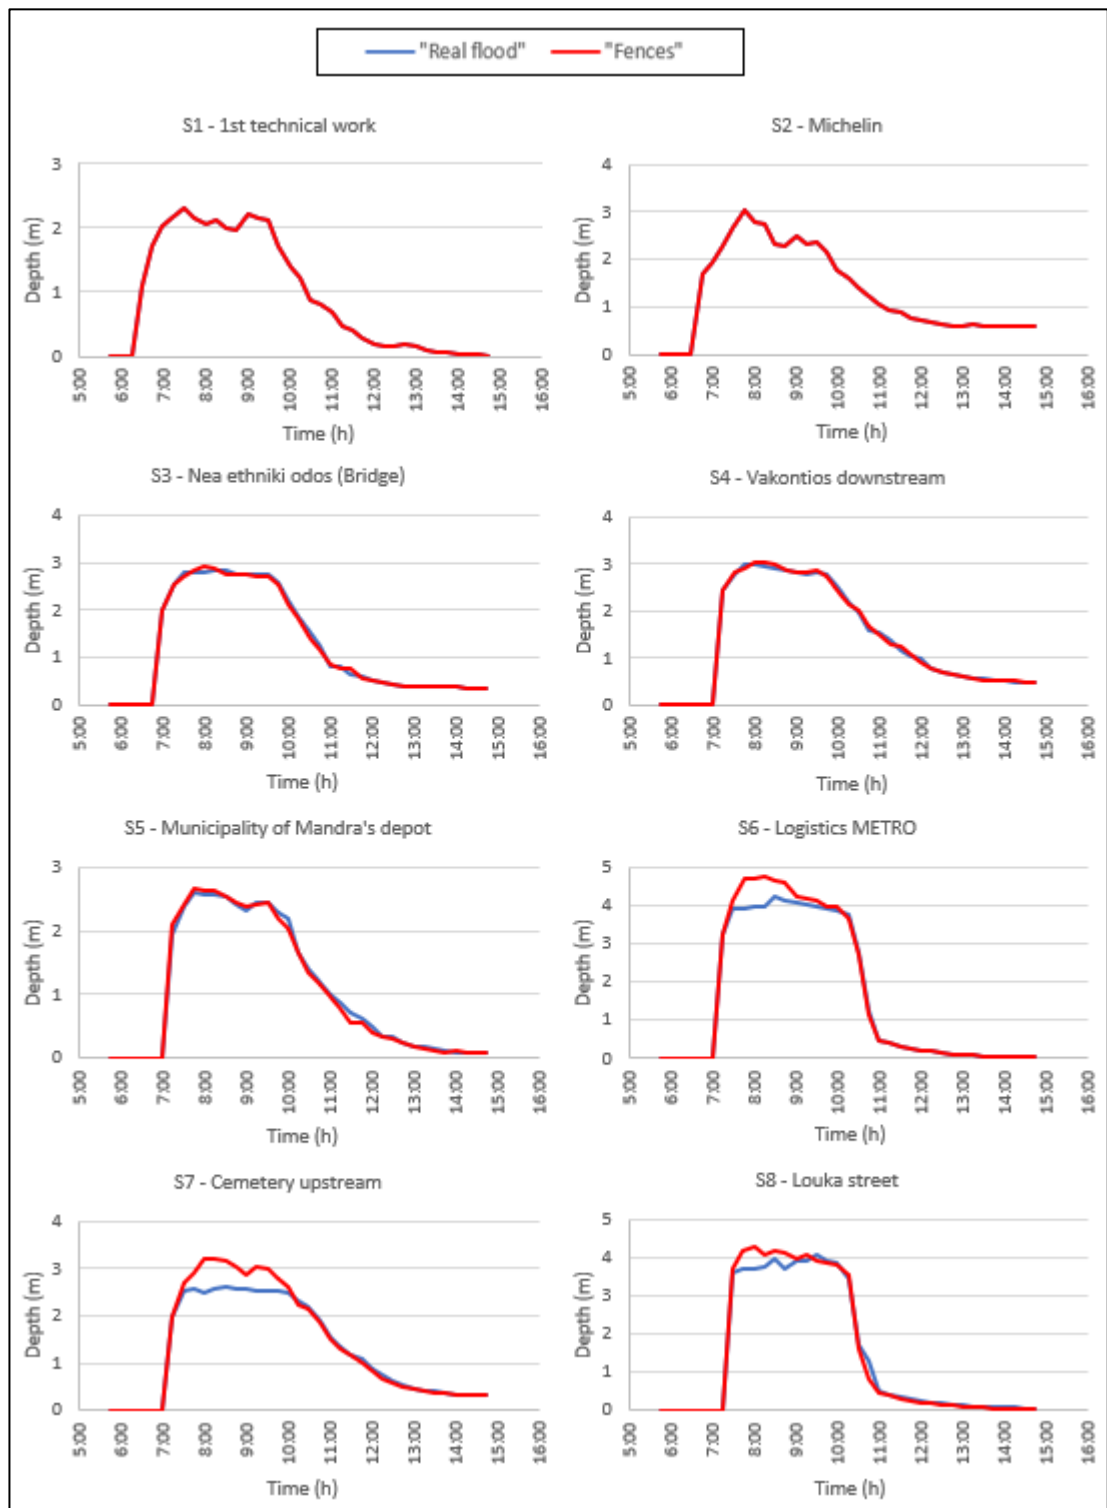 "Real flood" "Fences"
S1 - 1st technical work
3
2
1
0
Depth (m)
5:00 6:00 7:00 8:00 9:00 10:00 11:00 12:00 13:00 14:00 15:00 16:00
Time (h)
S2 - Michelin
4
3
2
1
0
Depth (m)
5:00 6:00 7:00 8:00 9:00 10:00 11:00 12:00 13:00 14:00 15:00 16:00
Time (h)
S3 - Nea ethniki odos (Bridge)
4
3
2
1
0
Depth (m)
5:00 6:00 7:00 8:00 9:00 10:00 11:00 12:00 13:00 14:00 15:00 16:00
Time (h)
S4 - Vakontios downstream
4
3
2
1
0
Depth (m)
5:00 6:00 7:00 8:00 9:00 10:00 11:00 12:00 13:00 14:00 15:00 16:00
Time (h)
S5 - Municipality of Mandra's depot
3
2
1
0
Depth (m)
5:00 6:00 7:00 8:00 9:00 10:00 11:00 12:00 13:00 14:00 15:00 16:00
Time (h)
S6 - Logistics METRO
5
4
3
2
1
0
Depth (m)
5:00 6:00 7:00 8:00 9:00 10:00 11:00 12:00 13:00 14:00 15:00 16:00
Time (h)
S7 - Cemetery upstream
4
3
2
1
0
Depth (m)
5:00 6:00 7:00 8:00 9:00 10:00 11:00 12:00 13:00 14:00 15:00 16:00
Time (h)
S8 - Louka street
5
4
3
2
1
0
Depth (m)
5:00 6:00 7:00 8:00 9:00 10:00 11:00 12:00 13:00 14:00 15:00 16:00
Time (h)